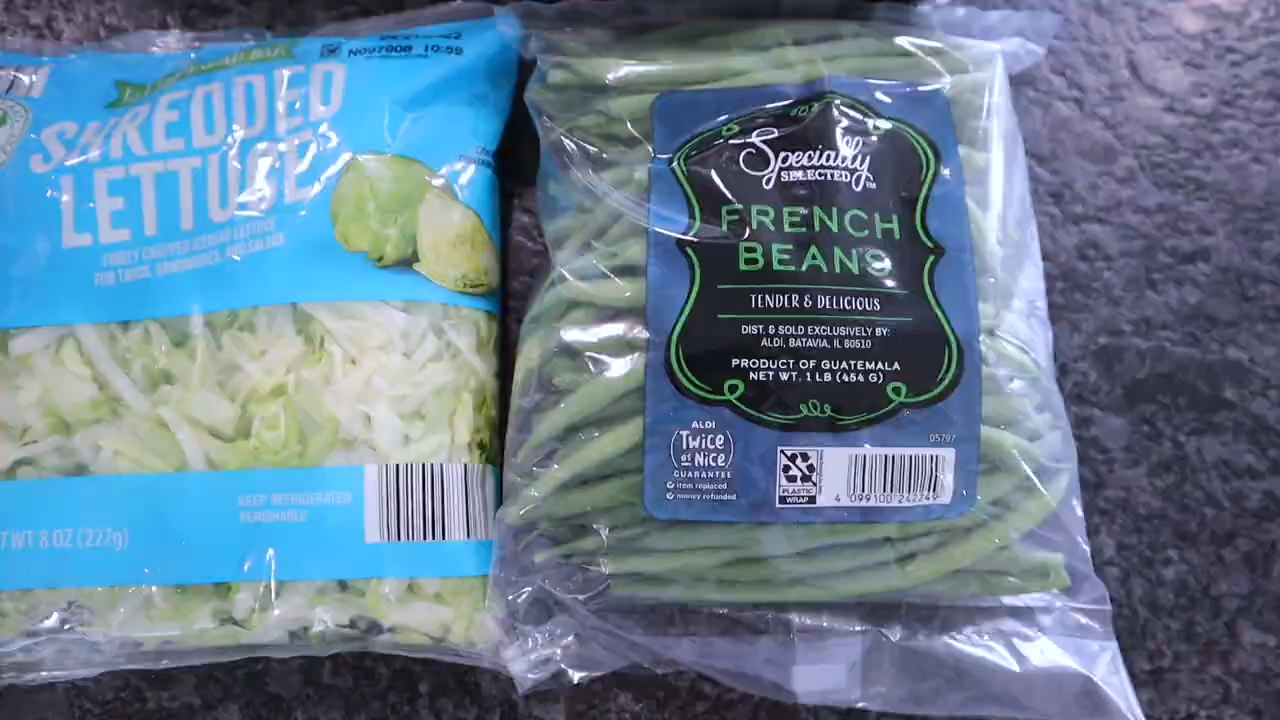 N097008 10:59
SHREDDED
LETTUCE
FINELY CHOPPED ICEBERG LETTUCE
FOR TACOS, SANDWICHES, AND SALADS
KEEP REFRIGERATED
PERISHABLE
WT 8 OZ (227g)
Specially
SELECTED™
FRENCH
BEANS
TENDER & DELICIOUS
DIST. & SOLD EXCLUSIVELY BY:
ALDI, BATAVIA, IL 60510
PRODUCT OF GUATEMALA
NET WT. 1 LB (454 G)
05797
ALDI
Twice
as Nice
GUARANTEE
item replaced
money refunded
PLASTIC
WRAP
4 099100 242249